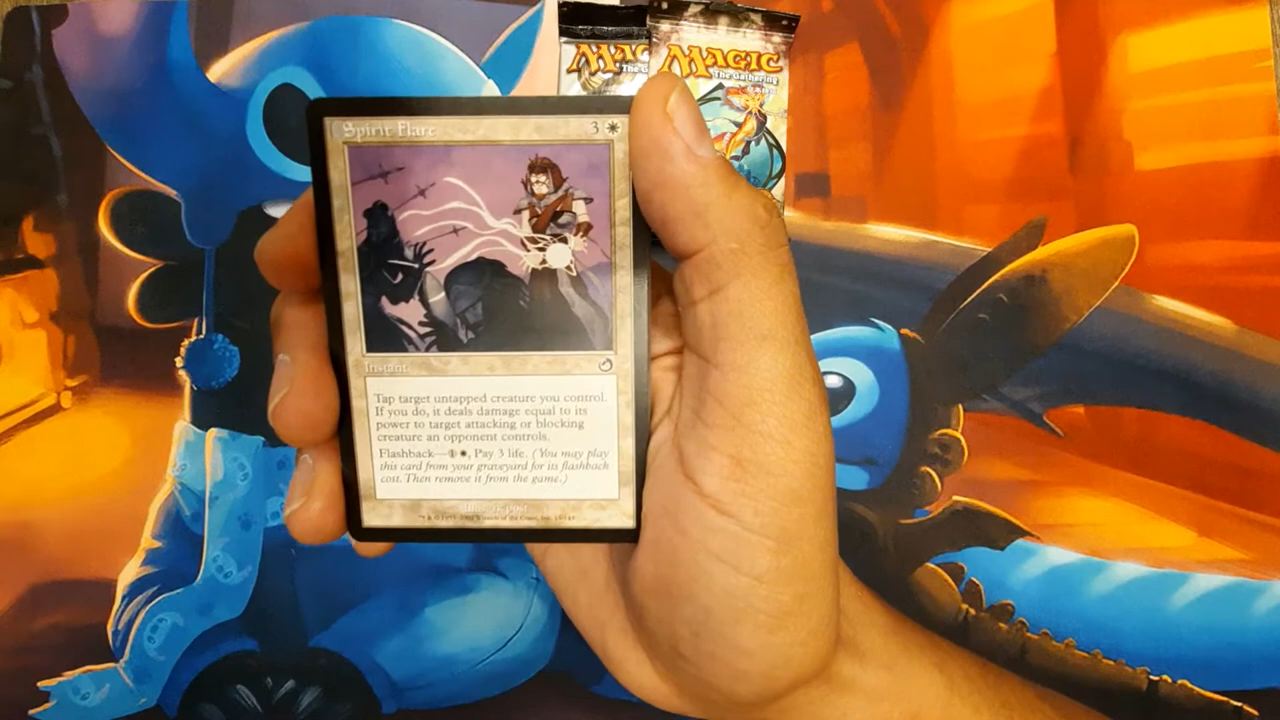 MAGIC
The Gathering
MAG
The G
Spirit Flare 3
Instant
Tap target untapped creature you control.
If you do, it deals damage equal to its
power to target attacking or blocking
creature an opponent controls.
Flashback—1, Pay 3 life. (You may play
this card from your graveyard for its flashback
cost. Then remove it from the game.)